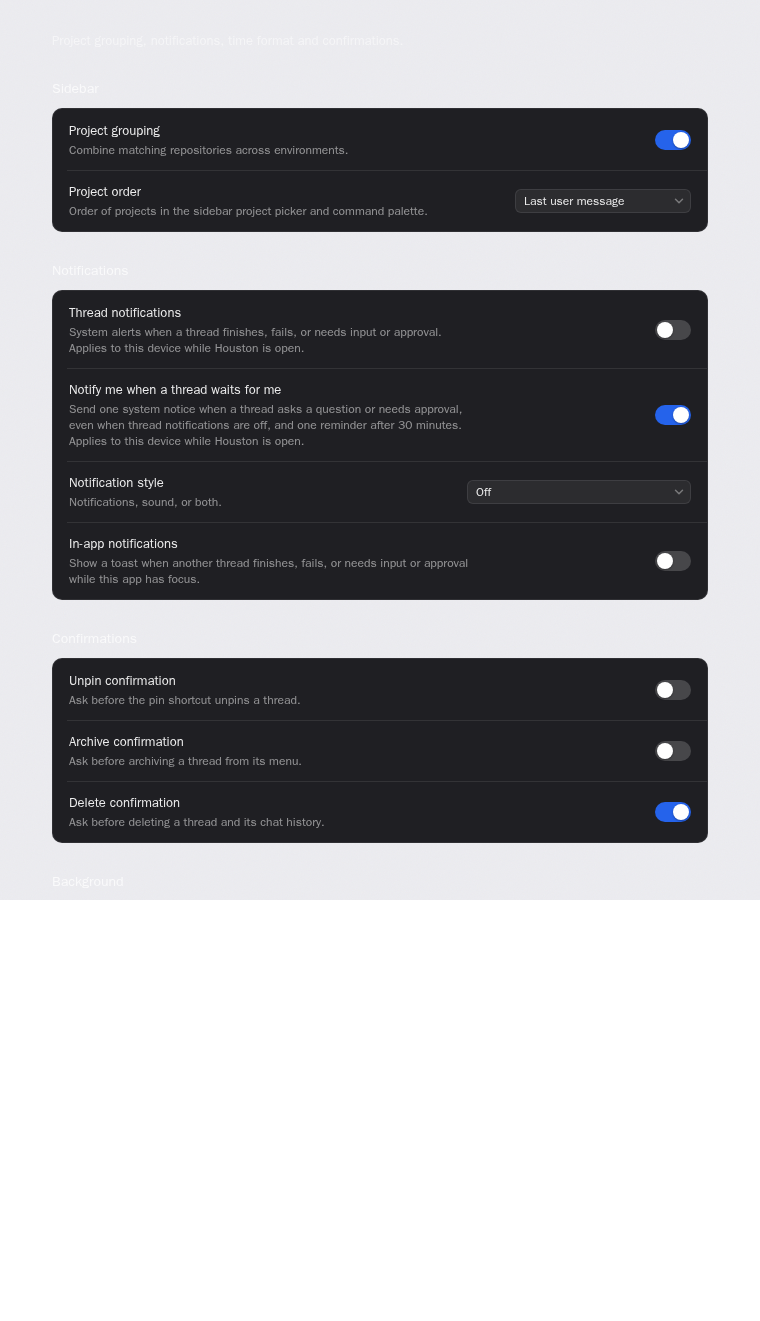 Project grouping, notifications, time format and confirmations.
Sidebar
Project grouping
Combine matching repositories across environments.
Project order
Order of projects in the sidebar project picker and command palette.
Last user message
Notifications
Thread notifications
System alerts when a thread finishes, fails, or needs input or approval.
Applies to this device while Houston is open.
Notify me when a thread waits for me
Send one system notice when a thread asks a question or needs approval,
even when thread notifications are off, and one reminder after 30 minutes.
Applies to this device while Houston is open.
Notification style
Notifications, sound, or both.
Off
In-app notifications
Show a toast when another thread finishes, fails, or needs input or approval
while this app has focus.
Confirmations
Unpin confirmation
Ask before the pin shortcut unpins a thread.
Archive confirmation
Ask before archiving a thread from its menu.
Delete confirmation
Ask before deleting a thread and its chat history.
Background